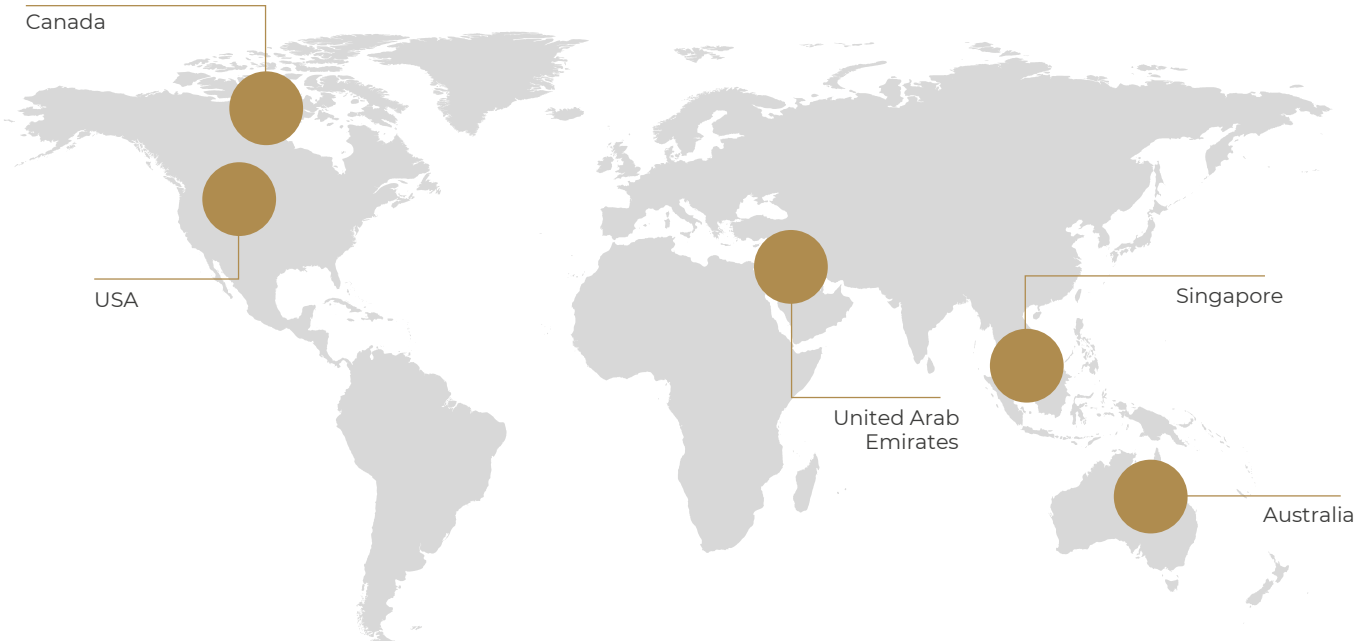 Canada
USA
Singapore
United Arab
Emirates
Australia